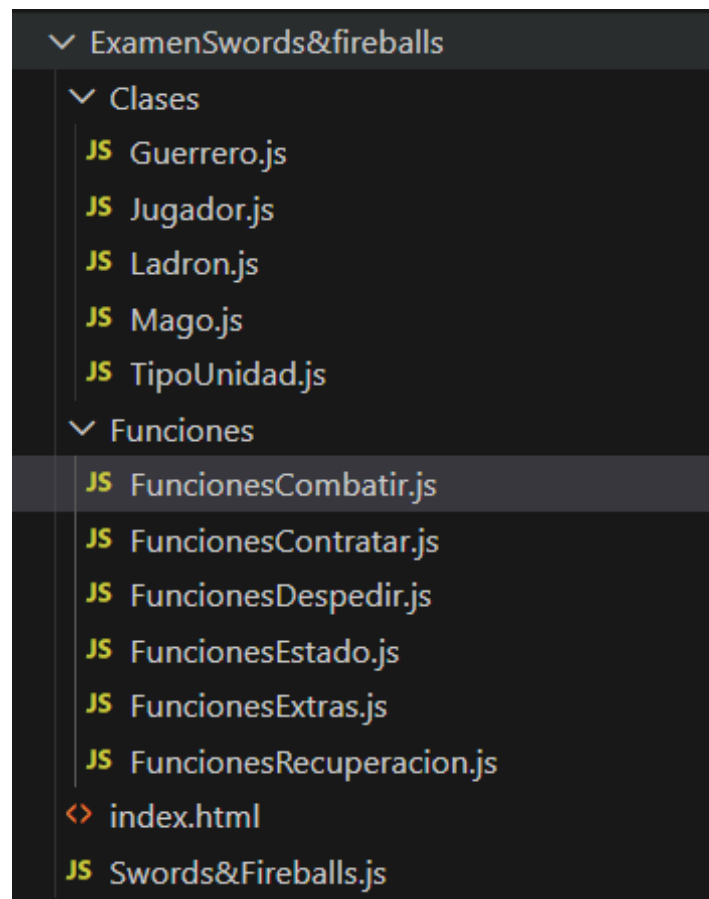 ExamenSwords&fireballs
Clases
JS Guerrero.js
JS Jugador.js
JS Ladron.js
JS Mago.js
JS TipoUnidad.js
Funciones
JS FuncionesCombatir.js
JS FuncionesContratar.js
JS FuncionesDespedir.js
JS FuncionesEstado.js
JS FuncionesExtras.js
JS FuncionesRecuperacion.js
<> index.html
JS Swords&Fireballs.js